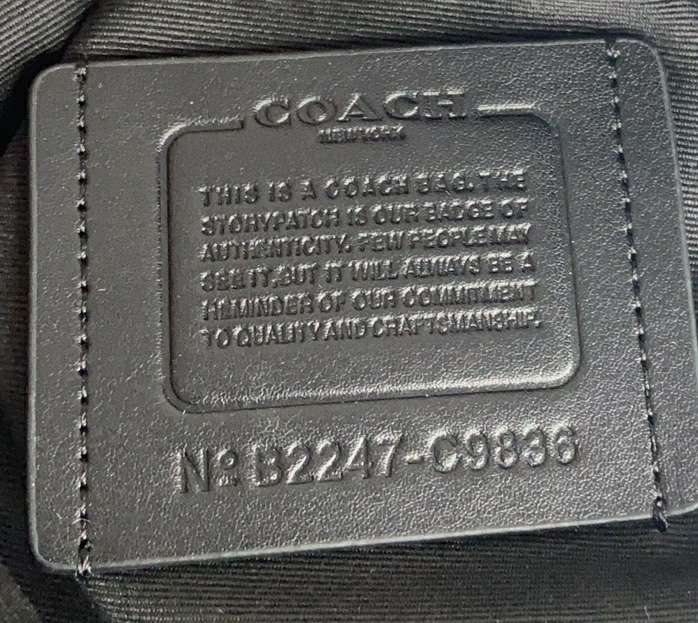 COACH
NEW YORK
THIS IS A COACH BAG. THE
STORYPATCH IS OUR BADGE OF
AUTHENTICITY. FEW PEOPLE MAY
SEE IT, BUT IT WILL ALWAYS BE A
REMINDER OF OUR COMMITMENT
TO QUALITY AND CRAFTSMANSHIP.
Nº B2247-C9836